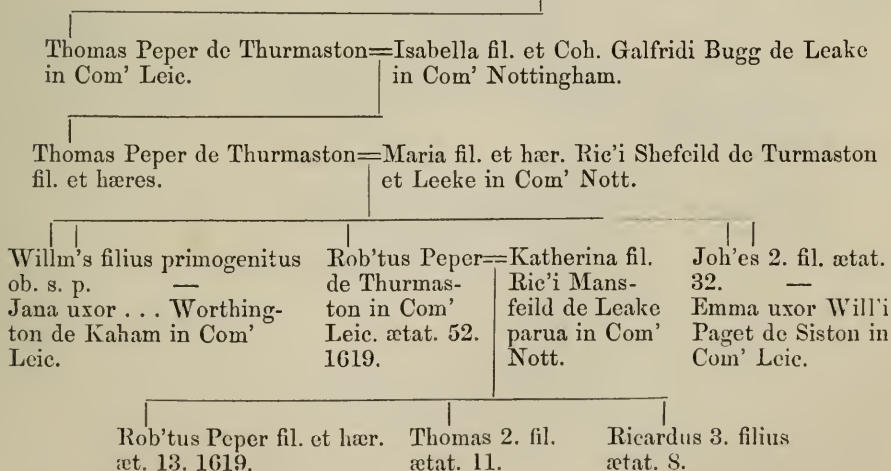 Thomas Peper de Thurmaston=Isabella fil. et Coh. Galfridi Bugg de Leake
in Com' Leic.
in Com' Nottingham.
Thomas Peper de Thurmaston=Maria fil. et hær. Ric'i Shefeild de Turmaston
fil. et hæres.
et Leeke in Com' Nott.
Willm's filius primogenitus
ob. s. p. —
Jana uxor . . . Worthing-
ton de Kaham in Com'
Leic.
Rob'tus Peper=Katherina fil.
de Thurmas-
ton in Com'
Leic. ætat. 52.
1619.
Ric'i Mans-
feild de Leake
parua in Com'
Nott.
Joh'es 2. fil. ætat.
32. —
Emma uxor Will'i
Paget de Siston in
Com' Leic.
Rob'tus Peper fil. et hær.
æt. 13. 1619.
Thomas 2. fil.
ætat. 11.
Ricardus 3. filius
ætat. 8.